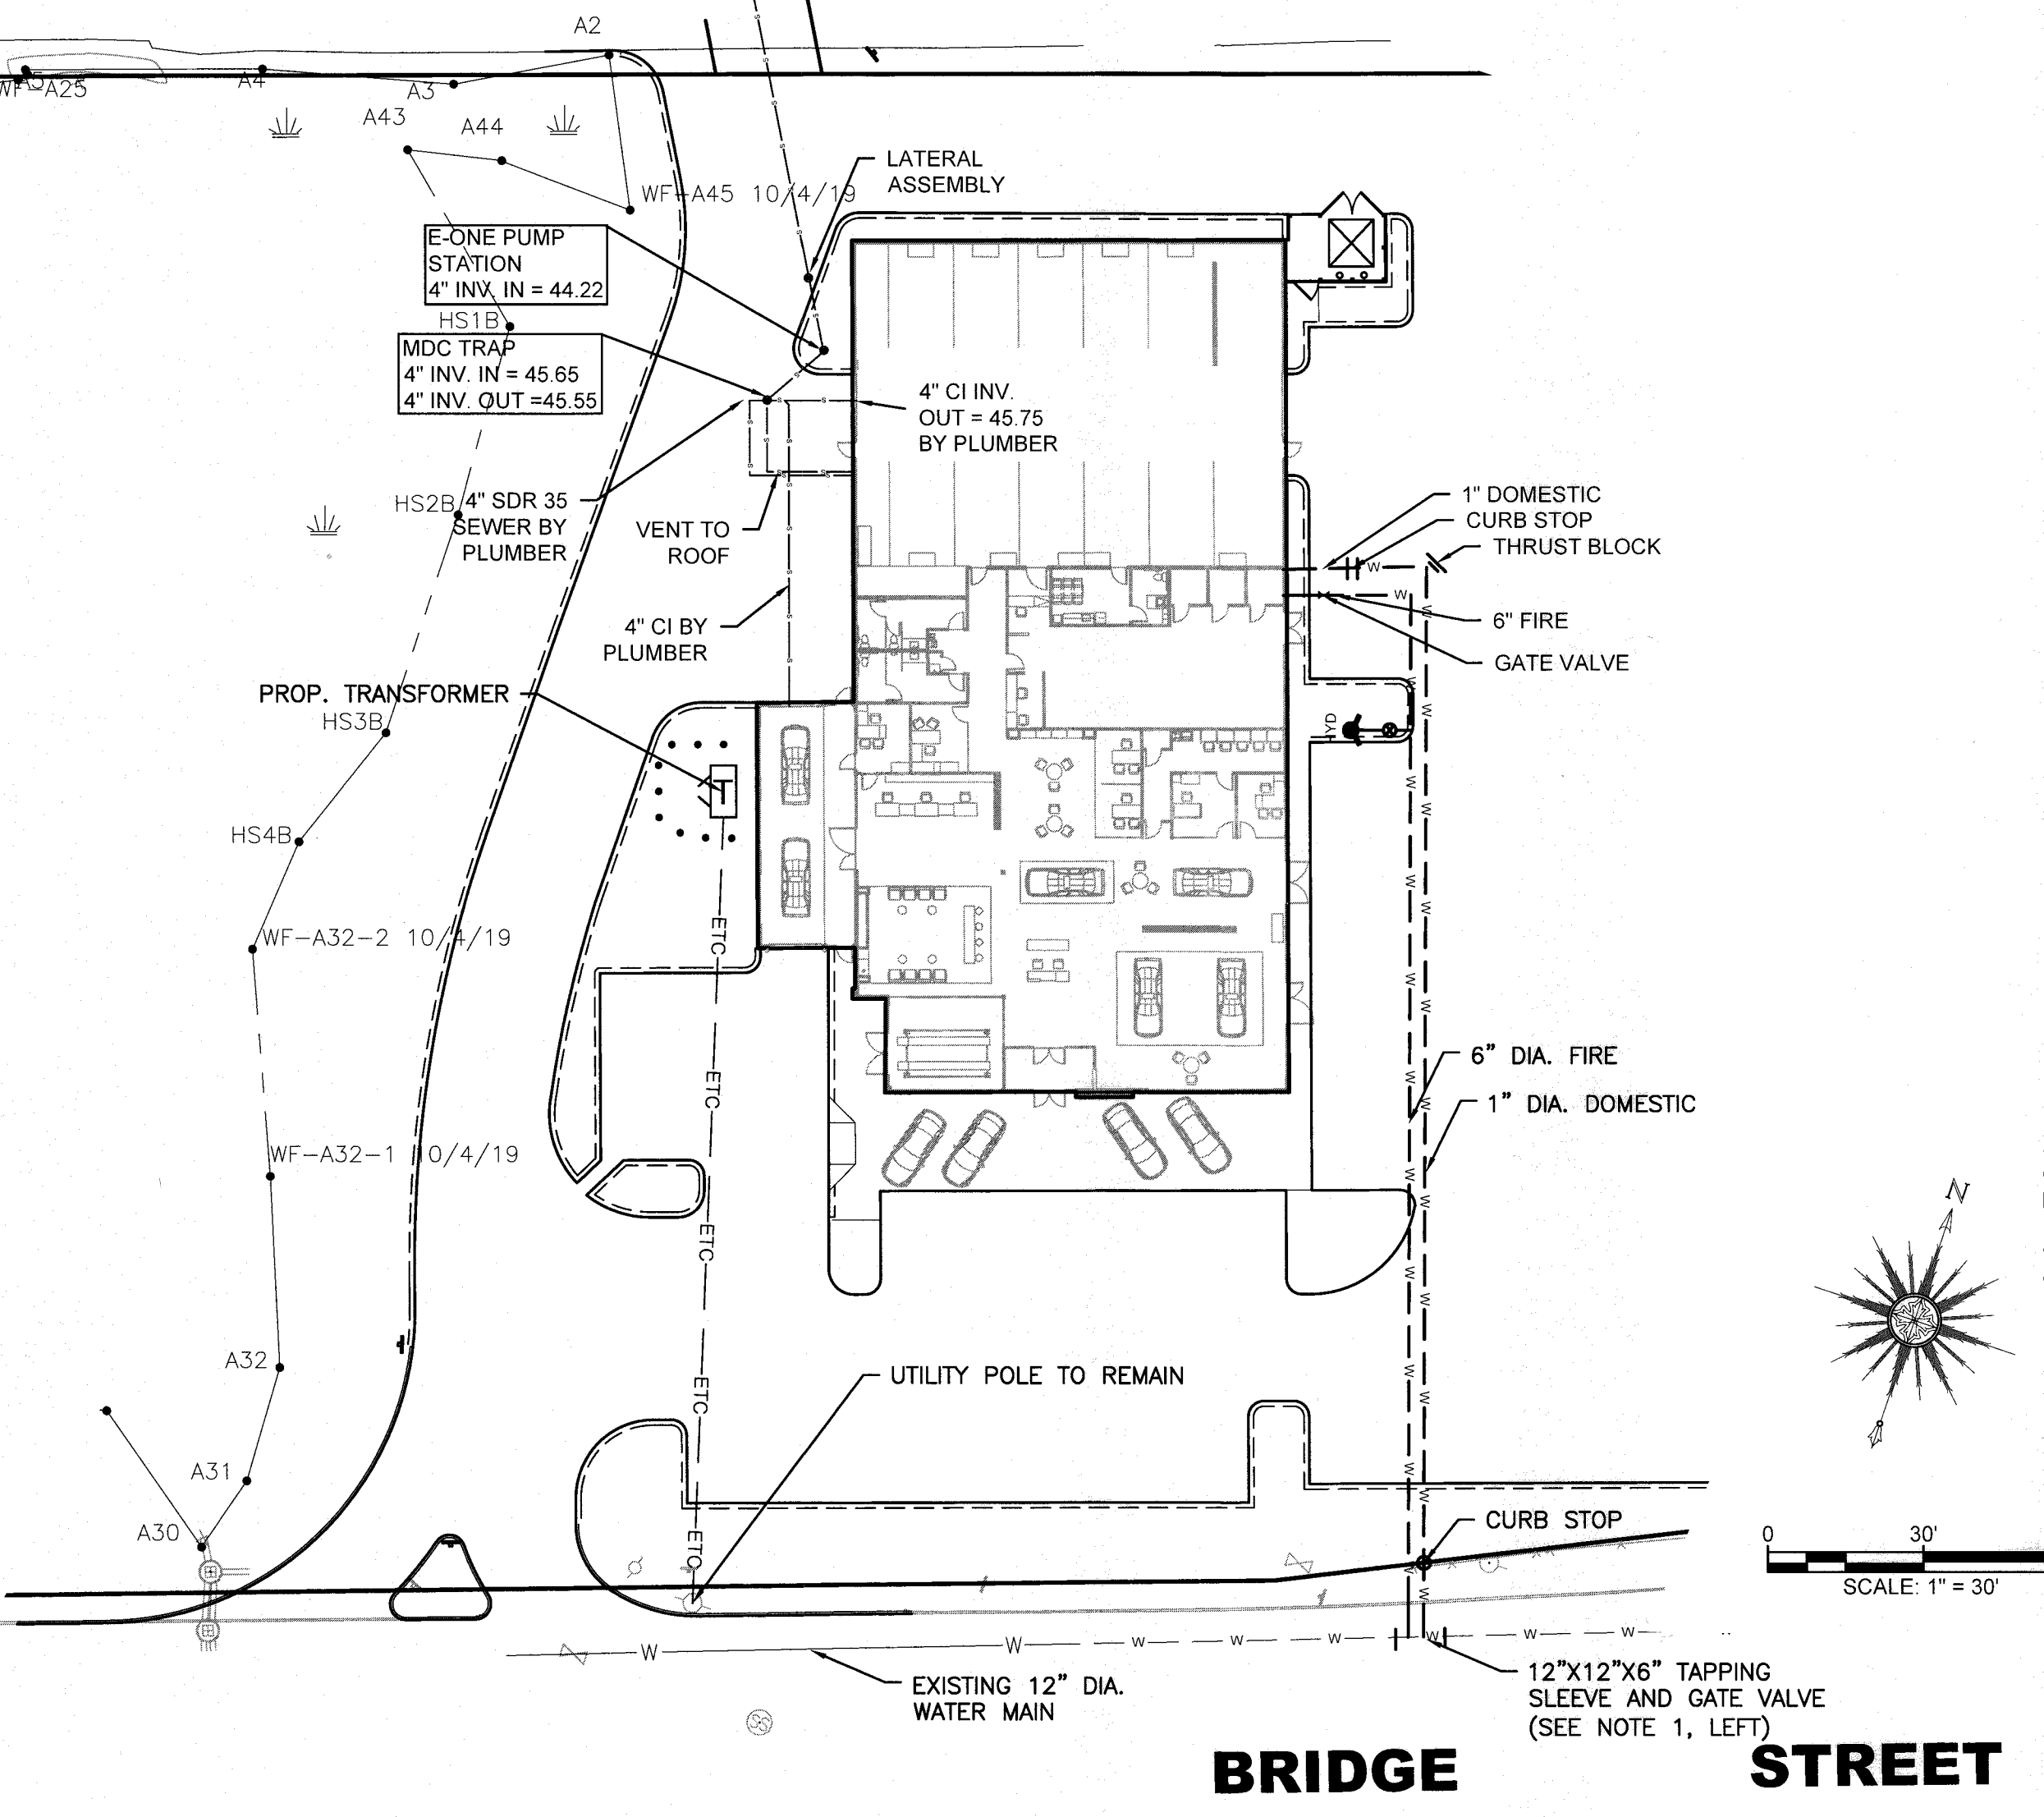 A2
A5
WF-A25
A4
A3
A43
A44
WF-A45 10/4/19
LATERAL
ASSEMBLY
E-ONE PUMP
STATION
4" INV. IN = 44.22
HS1B
MDC TRAP
4" INV. IN = 45.65
4" INV. OUT =45.55
4" CI INV.
OUT = 45.75
BY PLUMBER
HS2B
4" SDR 35
SEWER BY
PLUMBER
VENT TO
ROOF
1" DOMESTIC
CURB STOP
THRUST BLOCK
6" FIRE
GATE VALVE
4" CI BY
PLUMBER
PROP. TRANSFORMER
HS3B
HYD
T
HS4B
WF-A32-2 10/4/19
ETC
6" DIA. FIRE
1" DIA. DOMESTIC
ETC
WF-A32-1 10/4/19
N
ETC
A32
UTILITY POLE TO REMAIN
ETC
A31
A30
ETC
CURB STOP
0 30'
SCALE: 1" = 30'
W W W W W W W W
EXISTING 12" DIA.
WATER MAIN
12"X12"X6" TAPPING
SLEEVE AND GATE VALVE
(SEE NOTE 1, LEFT)
BRIDGE STREET